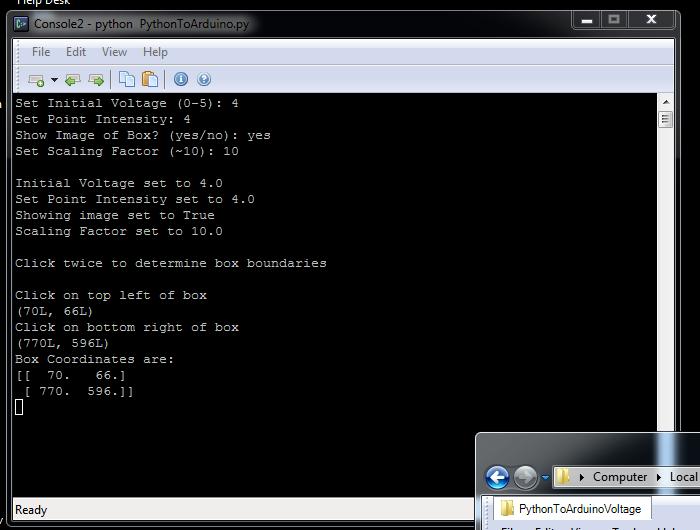 Help Desk
Console2 - python PythonToArduino.py
File Edit View Help
Set Initial Voltage (0-5): 4
Set Point Intensity: 4
Show Image of Box? (yes/no): yes
Set Scaling Factor (~10): 10
Initial Voltage set to 4.0
Set Point Intensity set to 4.0
Showing image set to True
Scaling Factor set to 10.0
Click twice to determine box boundaries
Click on top left of box
(70L, 66L)
Click on bottom right of box
(770L, 596L)
Box Coordinates are:
[[ 70. 66.]
[ 770. 596.]]
Computer Local
Ready
PythonToArduinoVoltage